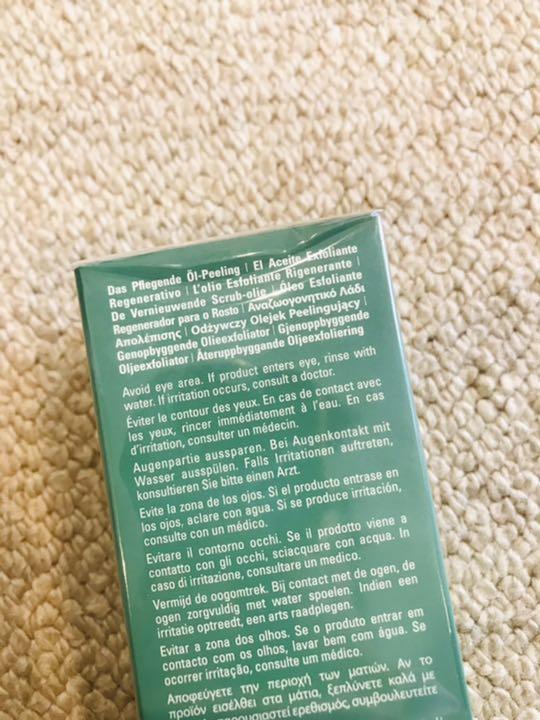 Das Pflegende Öl-Peeling | El Aceite Exfoliante
Regenerativo | L'olio Esfoliante Rigenerante |
De Vernieuwende Scrub-olie | Óleo Esfoliante
Regenerador para o Rosto | Αναζωογονητικό Λάδι
Απολέπισης | Odżywczy Olejek Peelingujący |
Genopbyggende Olieexfoliator | Gjenoppbyggende
Oljeexfoliator | Återuppbyggande Oljeexfoliering
Avoid eye area. If product enters eye, rinse with
water. If irritation occurs, consult a doctor.
Éviter le contour des yeux. En cas de contact avec
les yeux, rincer immédiatement à l'eau. En cas
d'irritation, consulter un médecin.
Augenpartie aussparen. Bei Augenkontakt mit
Wasser ausspülen. Falls Irritationen auftreten,
konsultieren Sie bitte einen Arzt.
Evite la zona de los ojos. Si el producto entrase en
los ojos, aclare con agua. Si se produce irritación,
consulte con un médico.
Evitare il contorno occhi. Se il prodotto viene a
contatto con gli occhi, sciacquare con acqua. In
caso di irritazione, consultare un medico.
Vermijd de oogomtrek. Bij contact met de ogen, de
ogen zorgvuldig met water spoelen. Indien een
irritatie optreedt, een arts raadplegen.
Evitar a zona dos olhos. Se o produto entrar em
contacto com os olhos, lavar bem com água. Se
ocorrer irritação, consulte um médico.
Αποφεύγετε την περιοχή των ματιών. Αν το
προϊόν εισέλθει στα μάτια, ξεπλύνετε καλά με
παρουσιαστεί ερεθισμός, συμβουλευτείτε